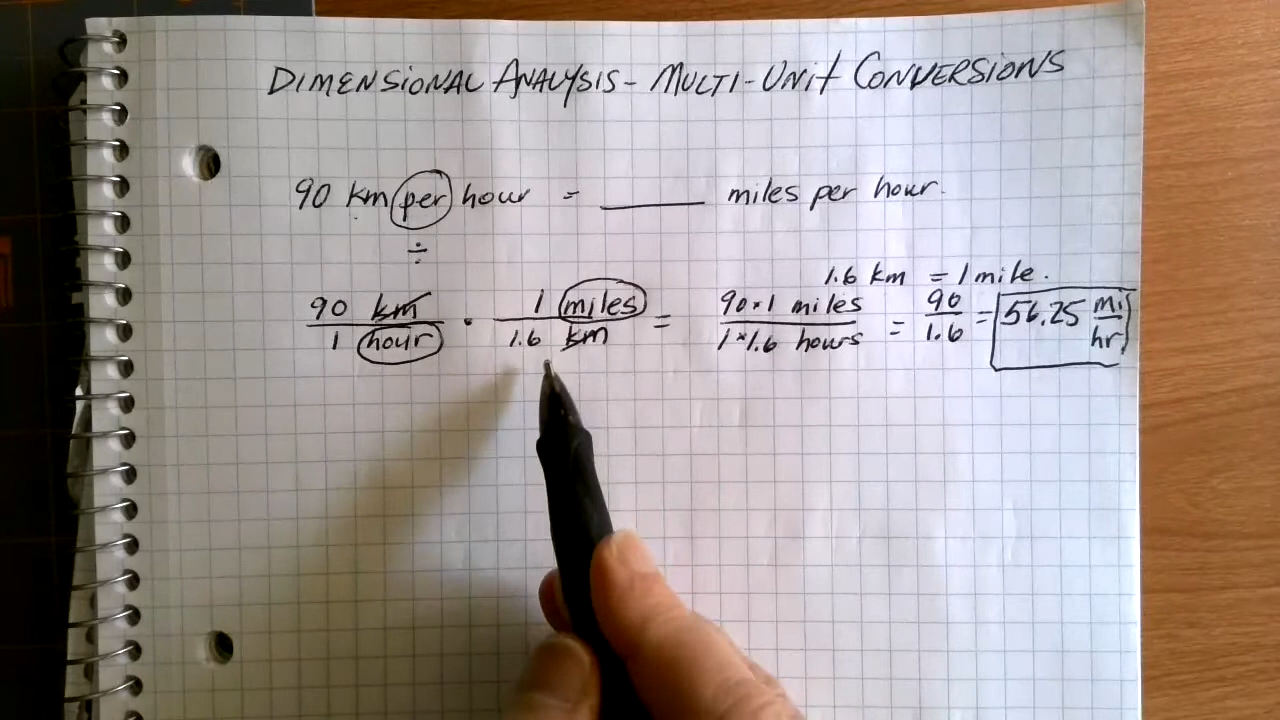 DIMENSIONAL ANALYSIS - MULTI-UNIT CONVERSIONS
90 km per hour = ______ miles per hour.
÷
1.6 km = 1 mile.
90 km / 1 hour · 1 miles / 1.6 km = 90·1 miles / 1·1.6 hours = 90 / 1.6 = 56.25 mi / hr